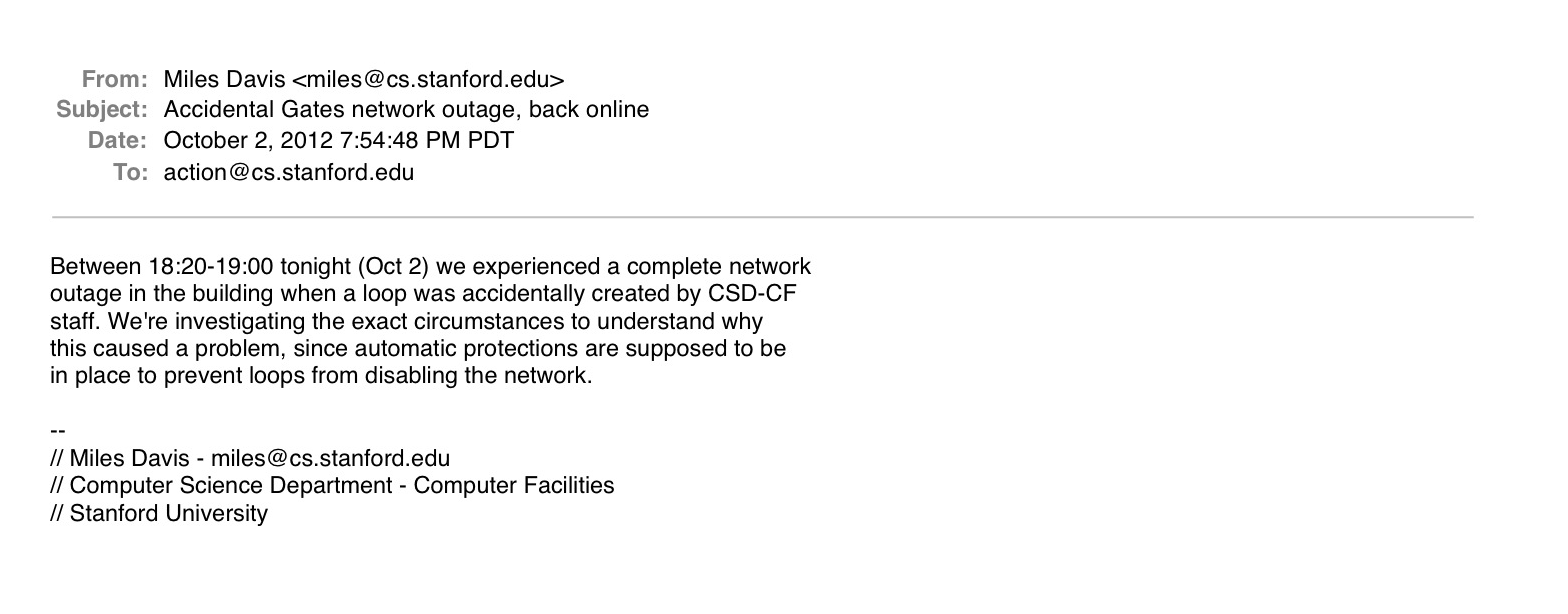 From: Miles Davis <miles@cs.stanford.edu>
Subject: Accidental Gates network outage, back online
Date: October 2, 2012 7:54:48 PM PDT
To: action@cs.stanford.edu
Between 18:20-19:00 tonight (Oct 2) we experienced a complete network
outage in the building when a loop was accidentally created by CSD-CF
staff. We're investigating the exact circumstances to understand why
this caused a problem, since automatic protections are supposed to be
in place to prevent loops from disabling the network.
--
// Miles Davis - miles@cs.stanford.edu
// Computer Science Department - Computer Facilities
// Stanford University